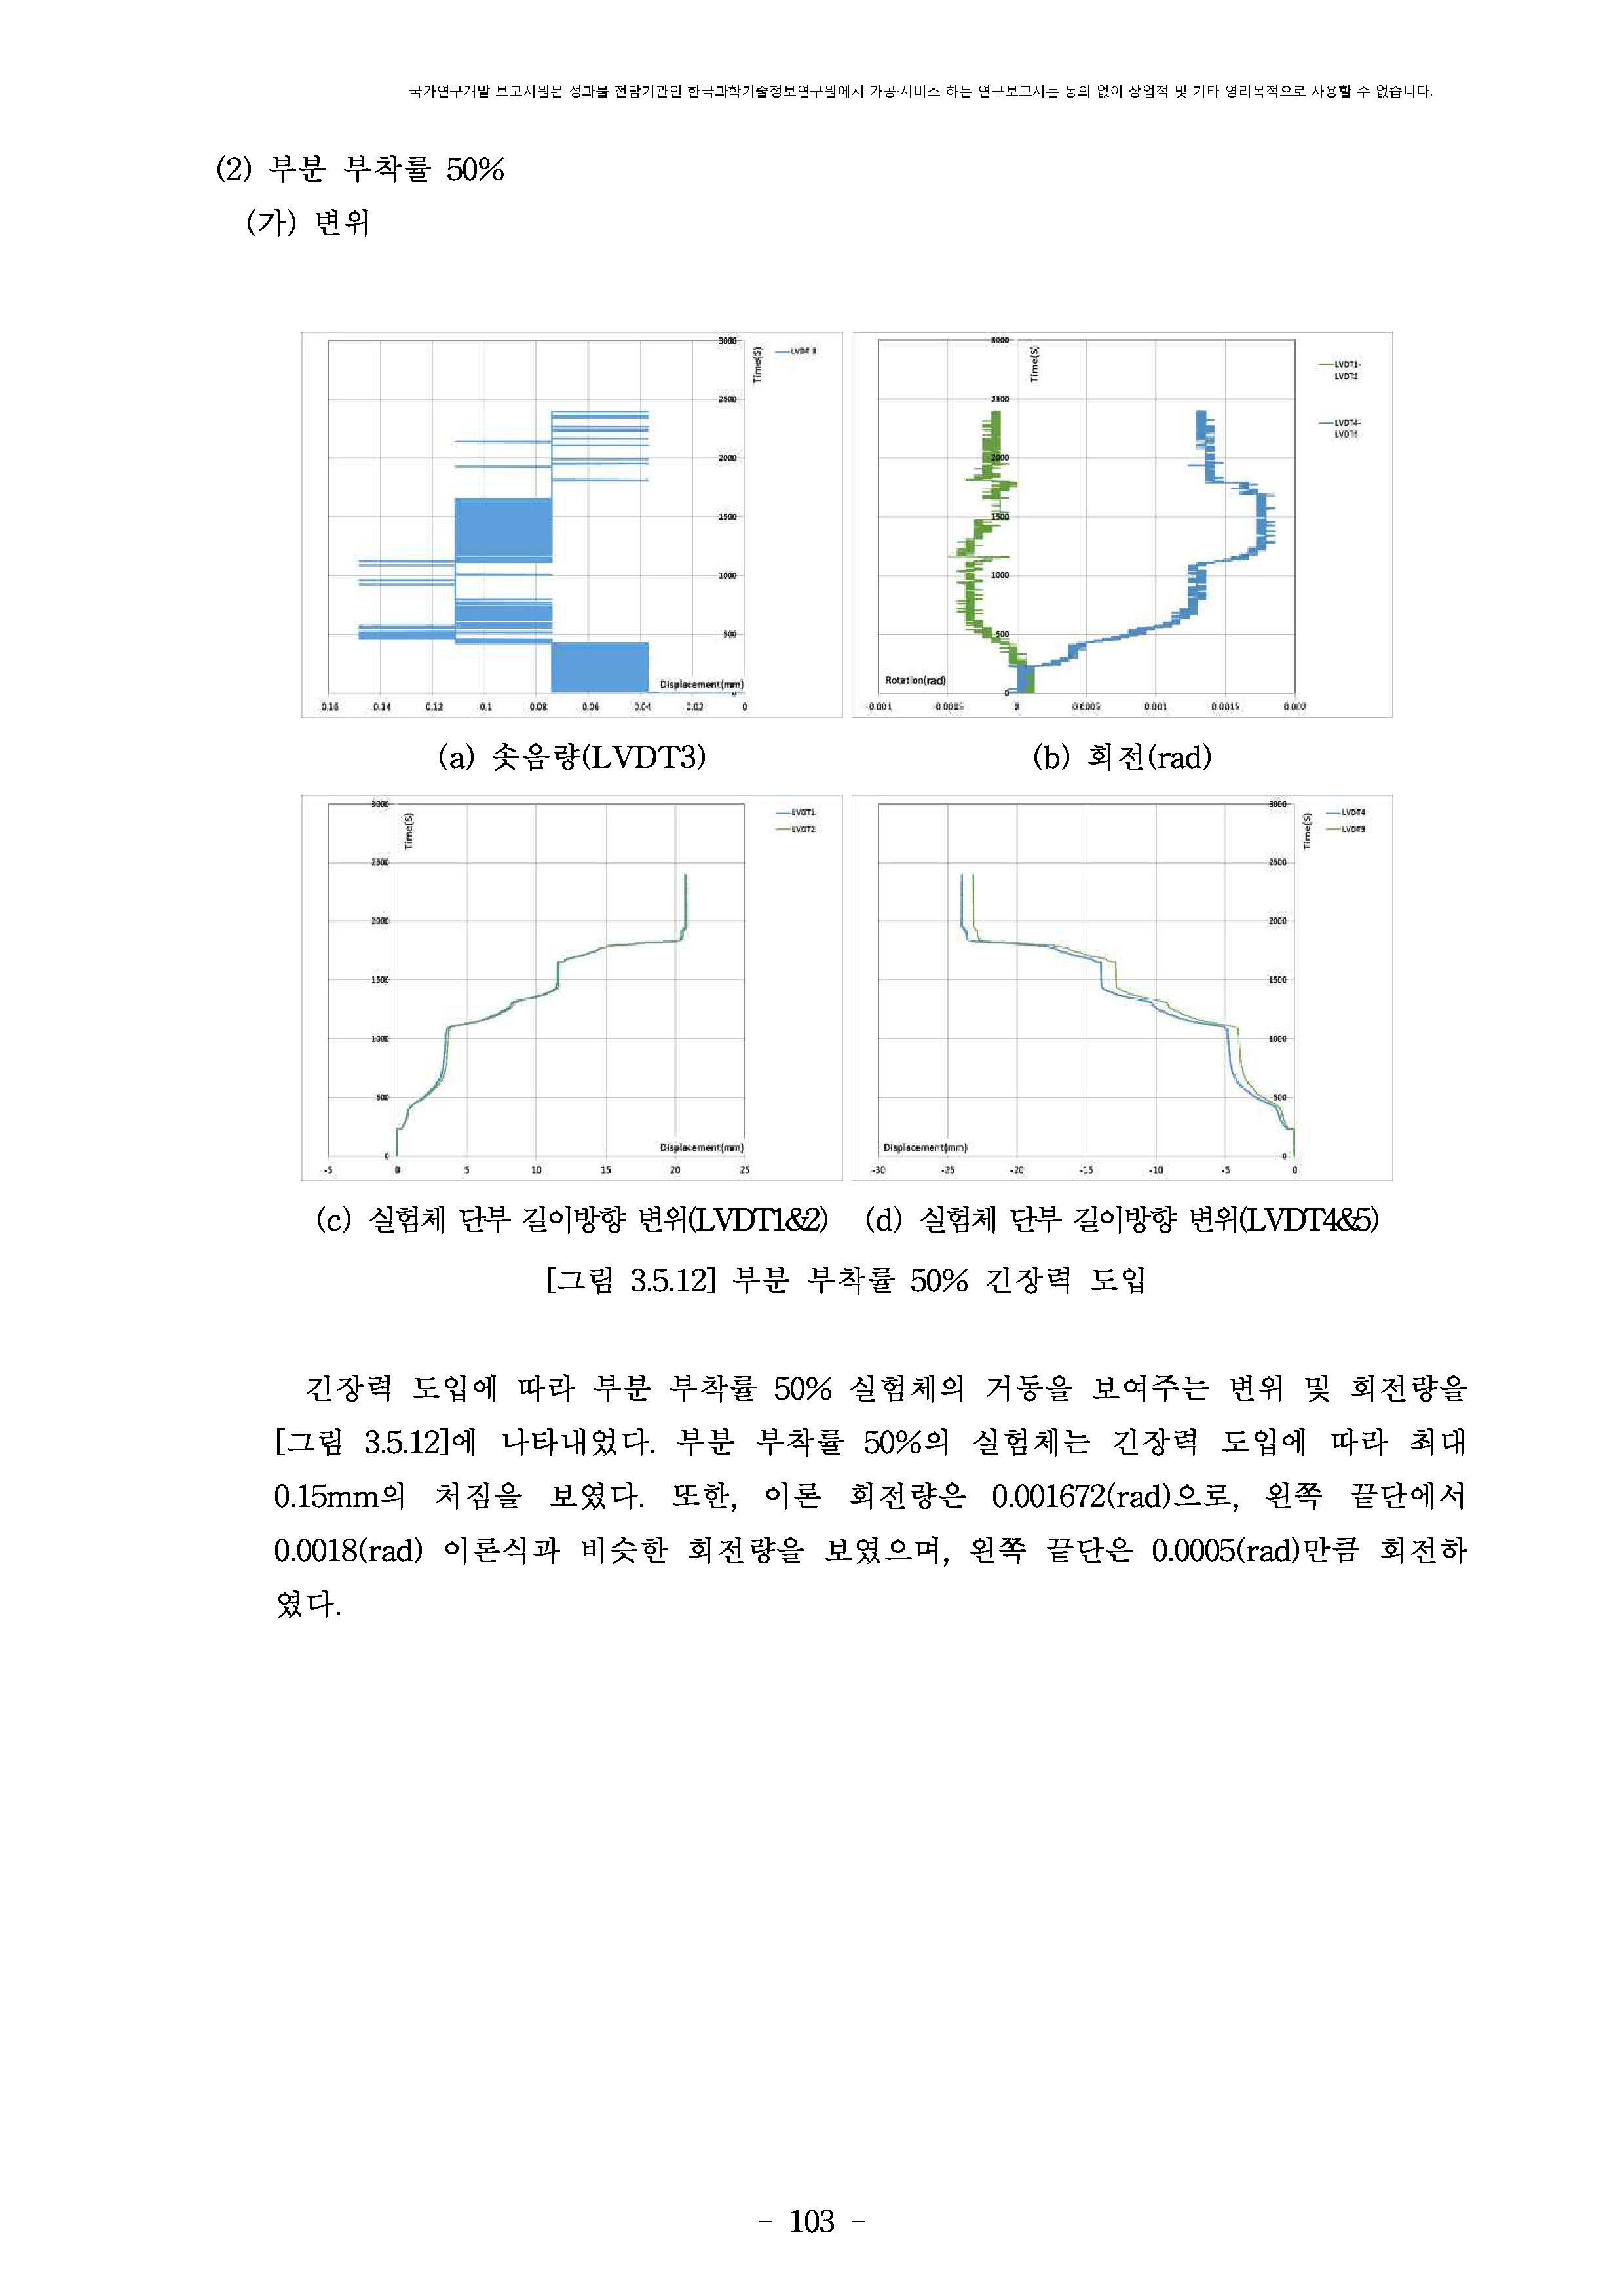 국가연구개발 보고서원문 성과물 전담기관인 한국과학기술정보연구원에서 가공·서비스 하는 연구보고서는 동의 없이 상업적 및 기타 영리목적으로 사용할 수 없습니다.
(2) 부분 부착률 50%
(가) 변위
3000
2500
2000
1500
1000
500
0
Time(S)
LVDT 3
Displacement(mm)
-0.16 -0.14 -0.12 -0.1 -0.08 -0.06 -0.04 -0.02 0
3000
2500
2000
1500
1000
500
0
Time(S)
LVDT1-
LVDT2
LVDT4-
LVDT5
Rotation(rad)
-0.001 -0.0005 0 0.0005 0.001 0.0015 0.002
(a) 솟음량(LVDT3) (b) 회전(rad)
3000
2500
2000
1500
1000
500
0
Time(S)
LVDT1
LVDT2
Displacement(mm)
-5 0 5 10 15 20 25
3000
2500
2000
1500
1000
500
0
Time(S)
LVDT4
LVDT5
Displacement(mm)
-30 -25 -20 -15 -10 -5 0
(c) 실험체 단부 길이방향 변위(LVDT1&2) (d) 실험체 단부 길이방향 변위(LVDT4&5)
[그림 3.5.12] 부분 부착률 50% 긴장력 도입
긴장력 도입에 따라 부분 부착률 50% 실험체의 거동을 보여주는 변위 및 회전량을
[그림 3.5.12]에 나타내었다. 부분 부착률 50%의 실험체는 긴장력 도입에 따라 최대
0.15mm의 처짐을 보였다. 또한, 이론 회전량은 0.001672(rad)으로, 왼쪽 끝단에서
0.0018(rad) 이론식과 비슷한 회전량을 보였으며, 왼쪽 끝단은 0.0005(rad)만큼 회전하
였다.
- 103 -